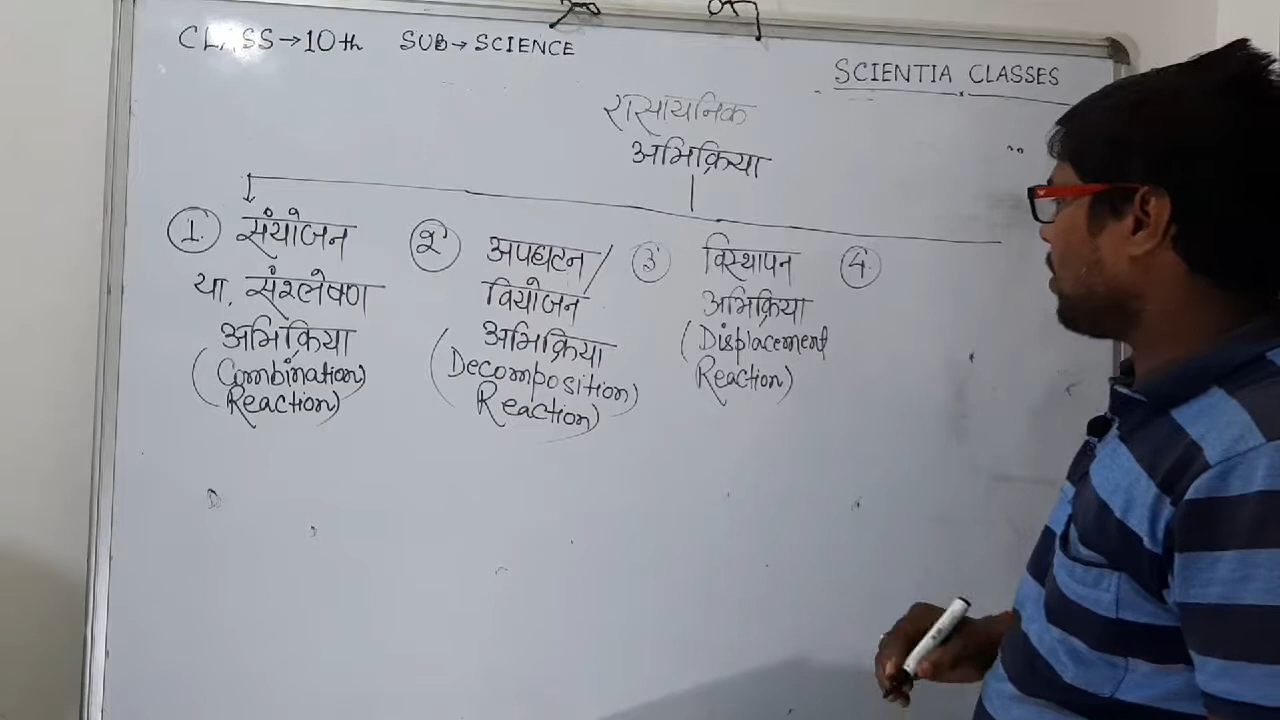 CLASS→10th SUB→SCIENCE
SCIENTIA CLASSES
रासायनिक
अभिक्रिया
1. संयोजन
या, संश्लेषण
अभिक्रिया
(Combination)
Reaction)
2 अपघटन/
वियोजन
अभिक्रिया
(Decomposition)
Reaction)
3 विस्थापन
अभिक्रिया
(Displacement
Reaction)
4.